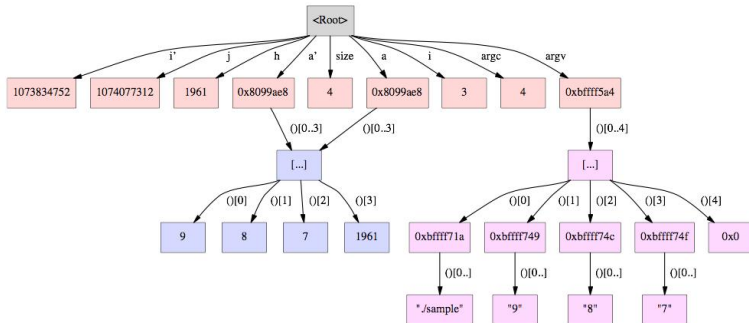 <Root>
i' j h a' size a i argc argv
1073834752 1074077312 1961 0x8099ae8 4 0x8099ae8 3 4 0xbffff5a4
()[0..3] ()[0..3] ()[0..4]
[...] [...]
()[0] ()[1] ()[2] ()[3] ()[0] ()[1] ()[2] ()[3] ()[4]
9 8 7 1961 0xbffff71a 0xbffff749 0xbffff74c 0xbffff74f 0x0
()[0..] ()[0..] ()[0..] ()[0..]
"./sample" "9" "8" "7"